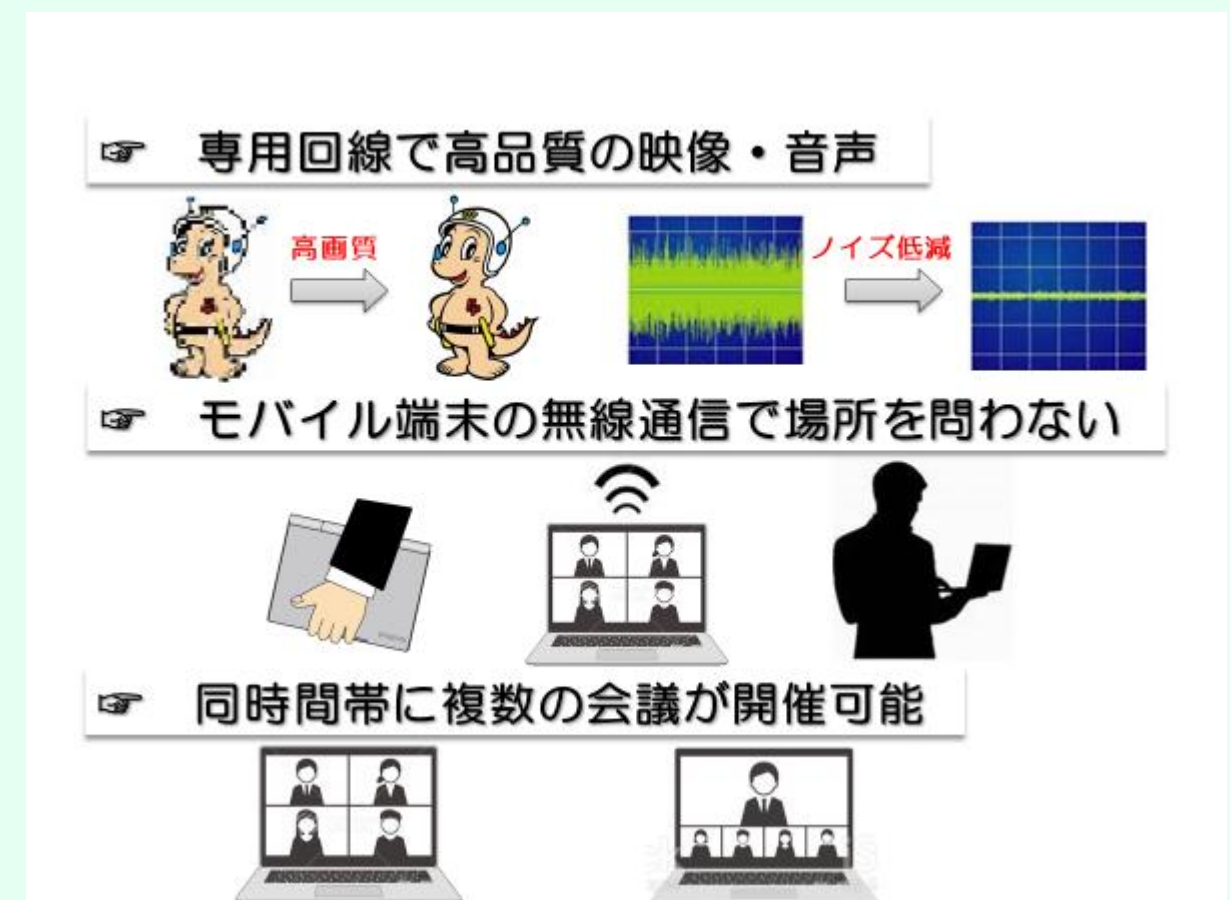 ☞ 専用回線で高品質の映像・音声
高画質
ノイズ低減
☞ モバイル端末の無線通信で場所を問わない
☞ 同時間帯に複数の会議が開催可能